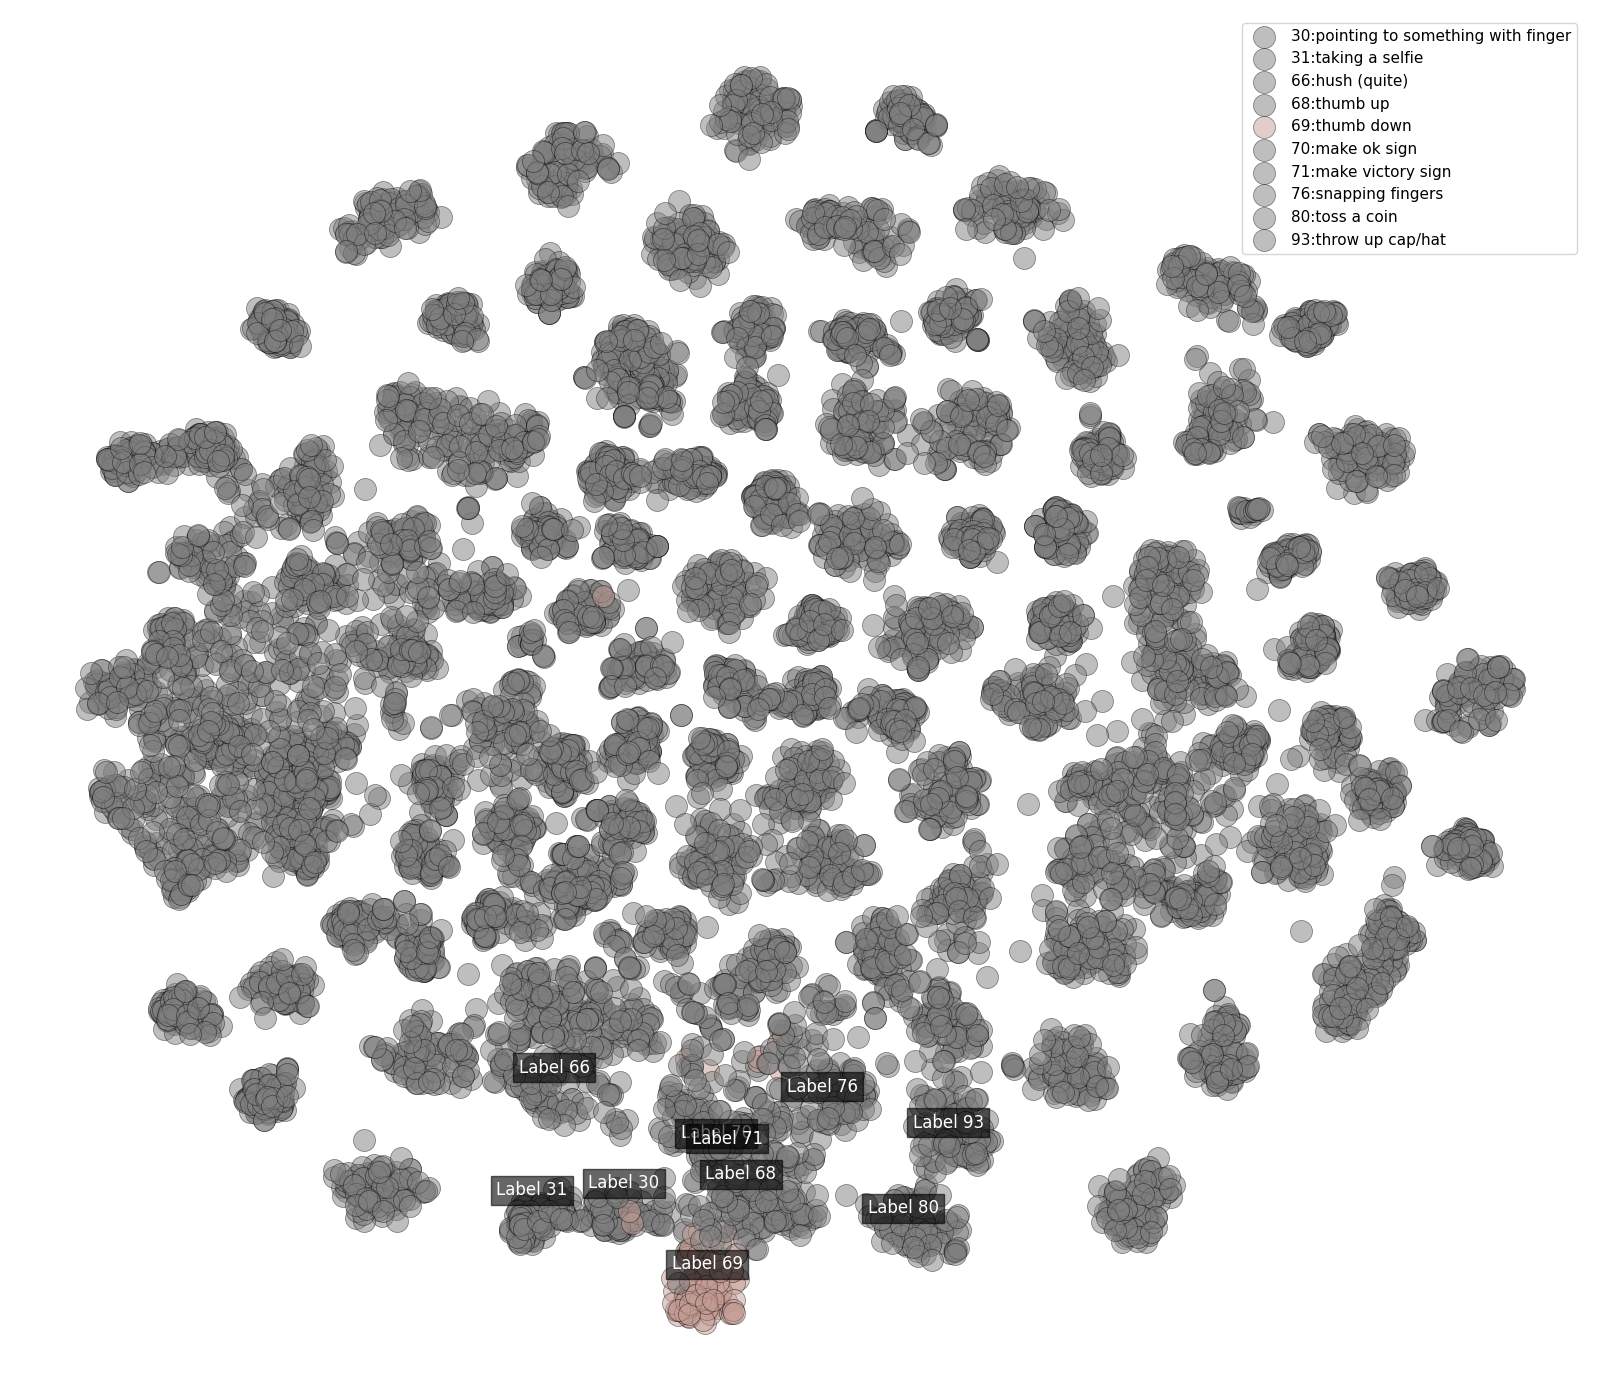 30:pointing to something with finger
31:taking a selfie
66:hush (quite)
68:thumb up
69:thumb down
70:make ok sign
71:make victory sign
76:snapping fingers
80:toss a coin
93:throw up cap/hat
Label 66
Label 76
Label 93
Label 71
Label 68
Label 30
Label 31
Label 80
Label 69